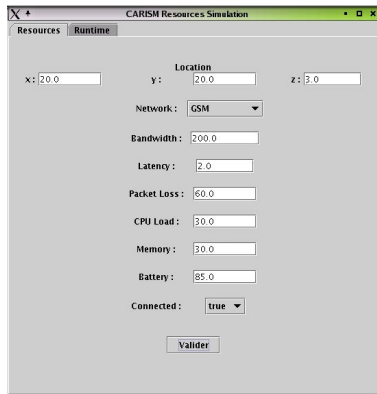 CARISM Resources Simulation
Resources Runtime
Location
x: 20.0 y: 20.0 z: 3.0
Network : GSM
Bandwidth : 200.0
Latency : 2.0
Packet Loss : 60.0
CPU Load : 30.0
Memory : 30.0
Battery : 85.0
Connected : true
Valider